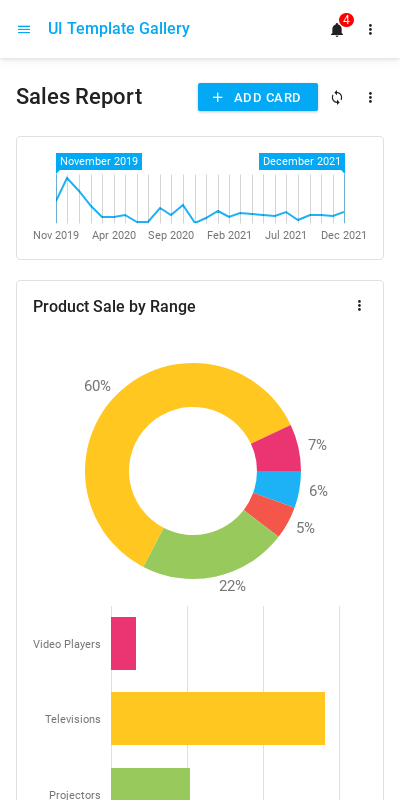 UI Template Gallery
4
Sales Report
ADD CARD
November 2019
December 2021
Nov 2019 Apr 2020 Sep 2020 Feb 2021 Jul 2021 Dec 2021
Product Sale by Range
60%
7%
6%
5%
22%
Video Players
Televisions
Projectors